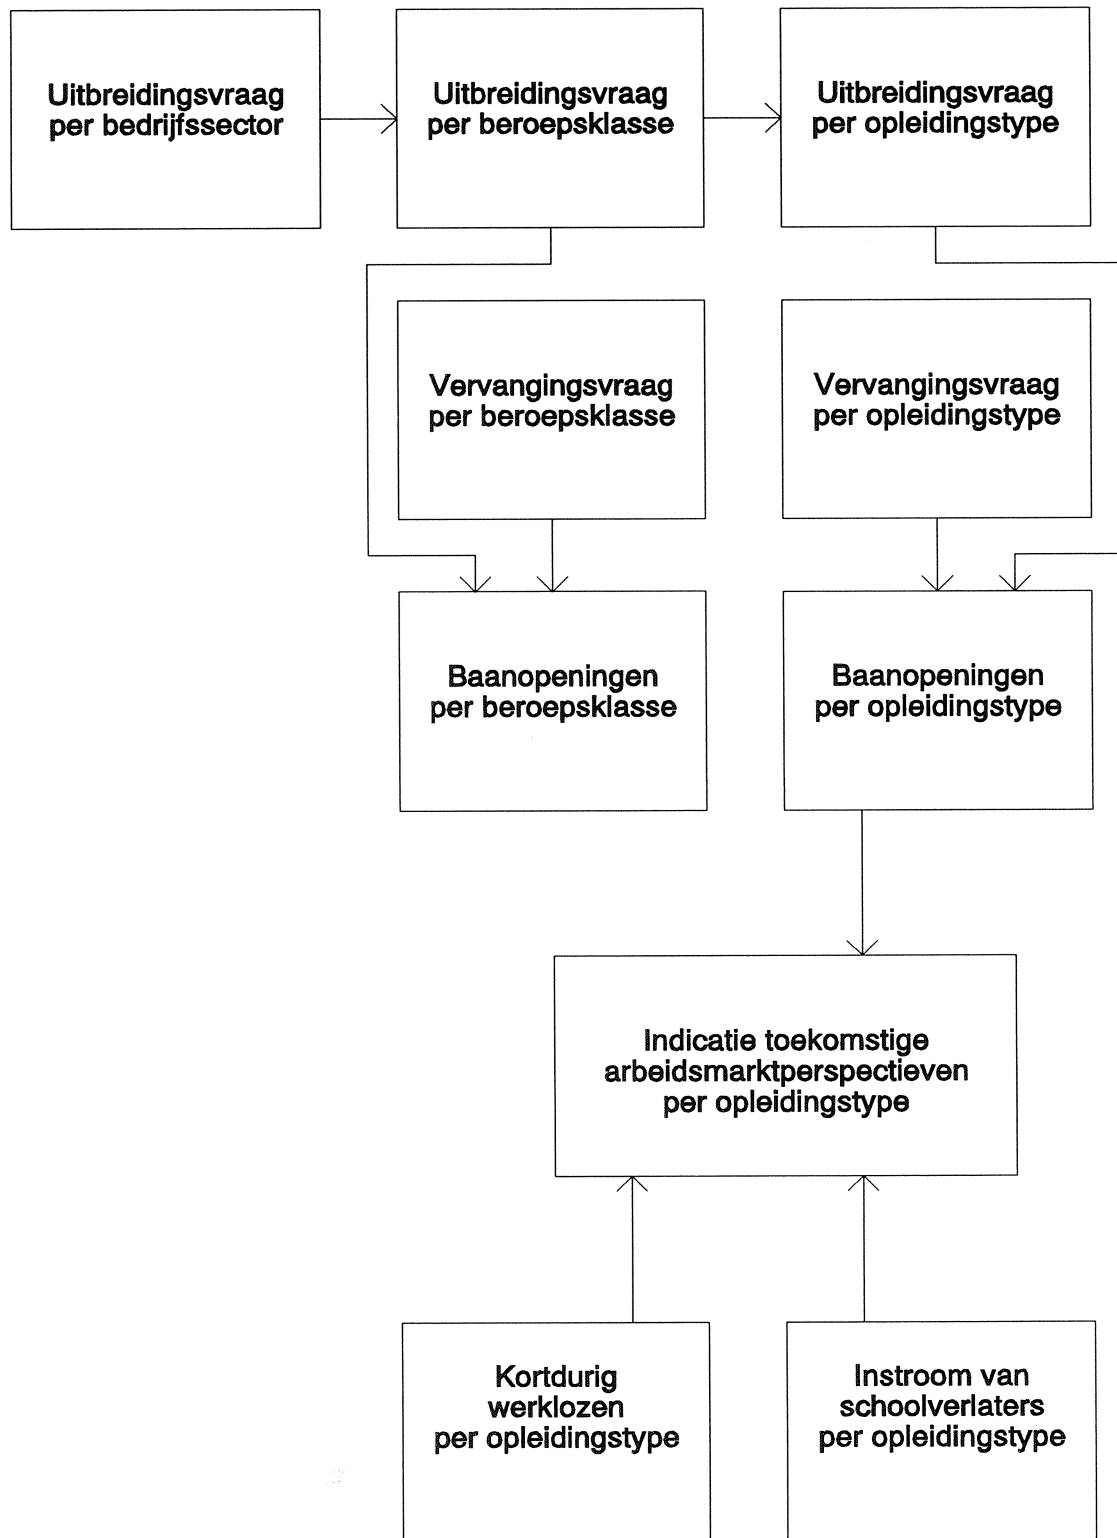 Uitbreidingsvraag
per bedrijfssector
Uitbreidingsvraag
per beroepsklasse
Uitbreidingsvraag
per opleidingstype
Vervangingsvraag
per beroepsklasse
Vervangingsvraag
per opleidingstype
Baanopeningen
per beroepsklasse
Baanopeningen
per opleidingstype
Indicatie toekomstige
arbeidsmarktperspectieven
per opleidingstype
Kortdurig
werklozen
per opleidingstype
Instroom van
schoolverlaters
per opleidingstype